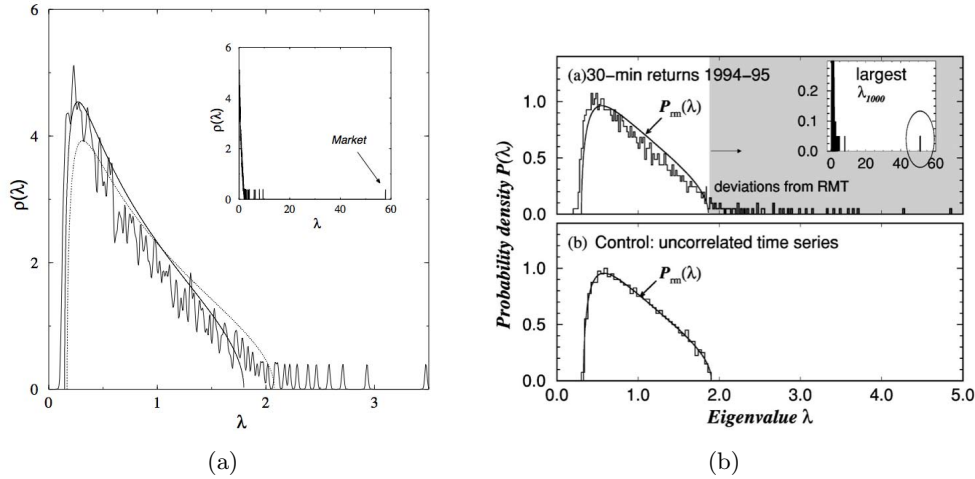 6
4
2
0
ρ(λ)
0
1
2
3
λ
6
4
2
0
ρ(λ)
0
20
40
60
λ
Market
(a)
Probability density P(λ)
(a)30−min returns 1994−95
P_rm(λ)
1.0
0.5
0.0
deviations from RMT
largest
λ_1000
0.2
0.1
0.0
0 20 40 60
(b) Control: uncorrelated time series
P_rm(λ)
1.0
0.5
0.0
0.0 1.0 2.0 3.0 4.0 5.0
Eigenvalue λ
(b)